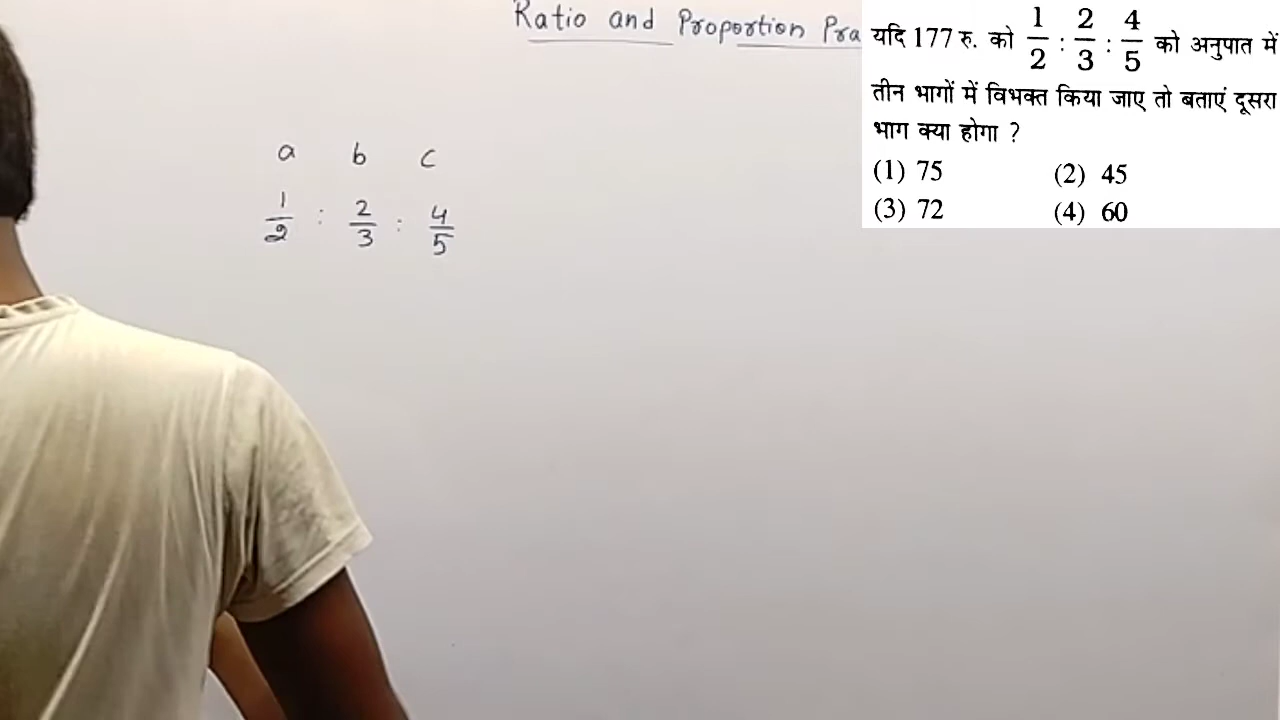 Ratio and Proportion Pra
यदि 177 रु. को 1/2 : 2/3 : 4/5 को अनुपात में
तीन भागों में विभक्त किया जाए तो बताएं दूसरा
भाग क्या होगा ?
(1) 75 (2) 45
(3) 72 (4) 60
a b c
1/2 : 2/3 : 4/5